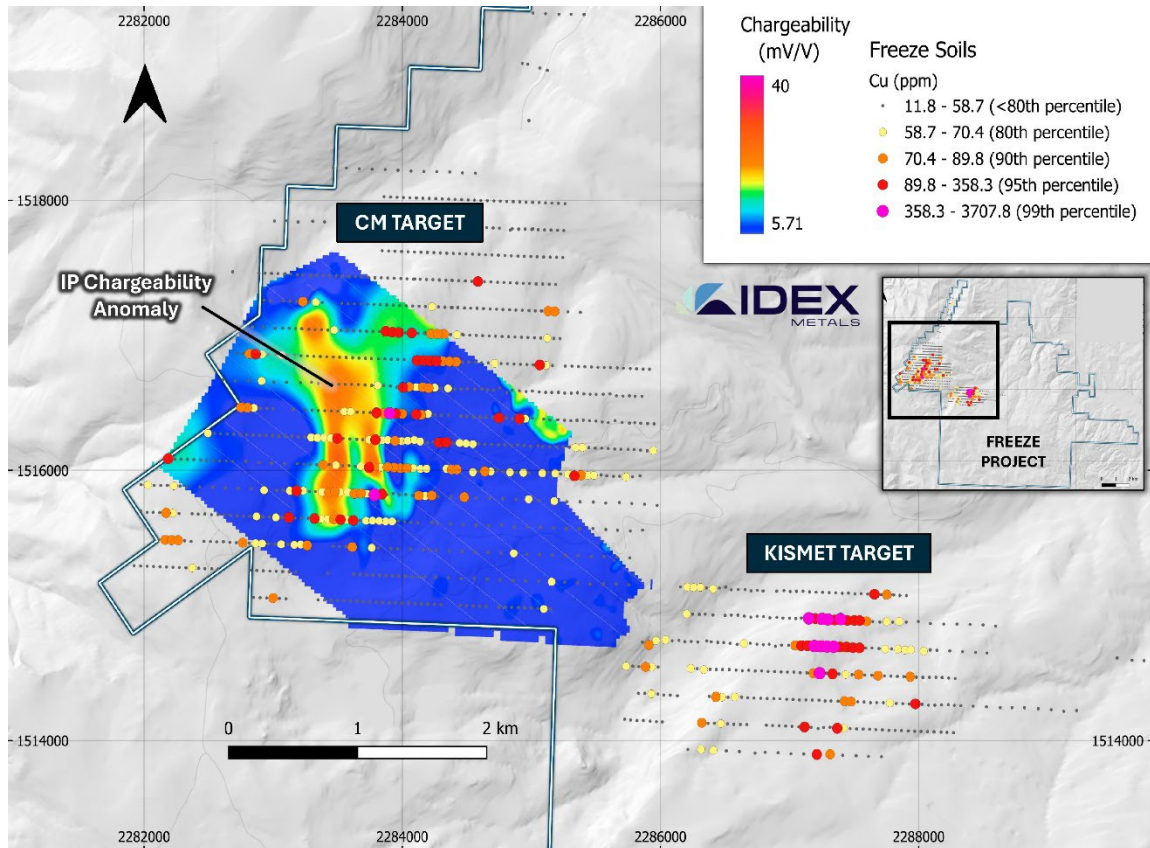 2282000
2284000
2286000
Chargeability
(mV/V)
40
5.71
Freeze Soils
Cu (ppm)
11.8 - 58.7 (<80th percentile)
58.7 - 70.4 (80th percentile)
70.4 - 89.8 (90th percentile)
89.8 - 358.3 (95th percentile)
358.3 - 3707.8 (99th percentile)
1518000
CM TARGET
IP Chargeability
Anomaly
IDEX
METALS
FREEZE
PROJECT
1516000
KISMET TARGET
0 1 2 km
1514000
1514000
2282000
2284000
2286000
2288000